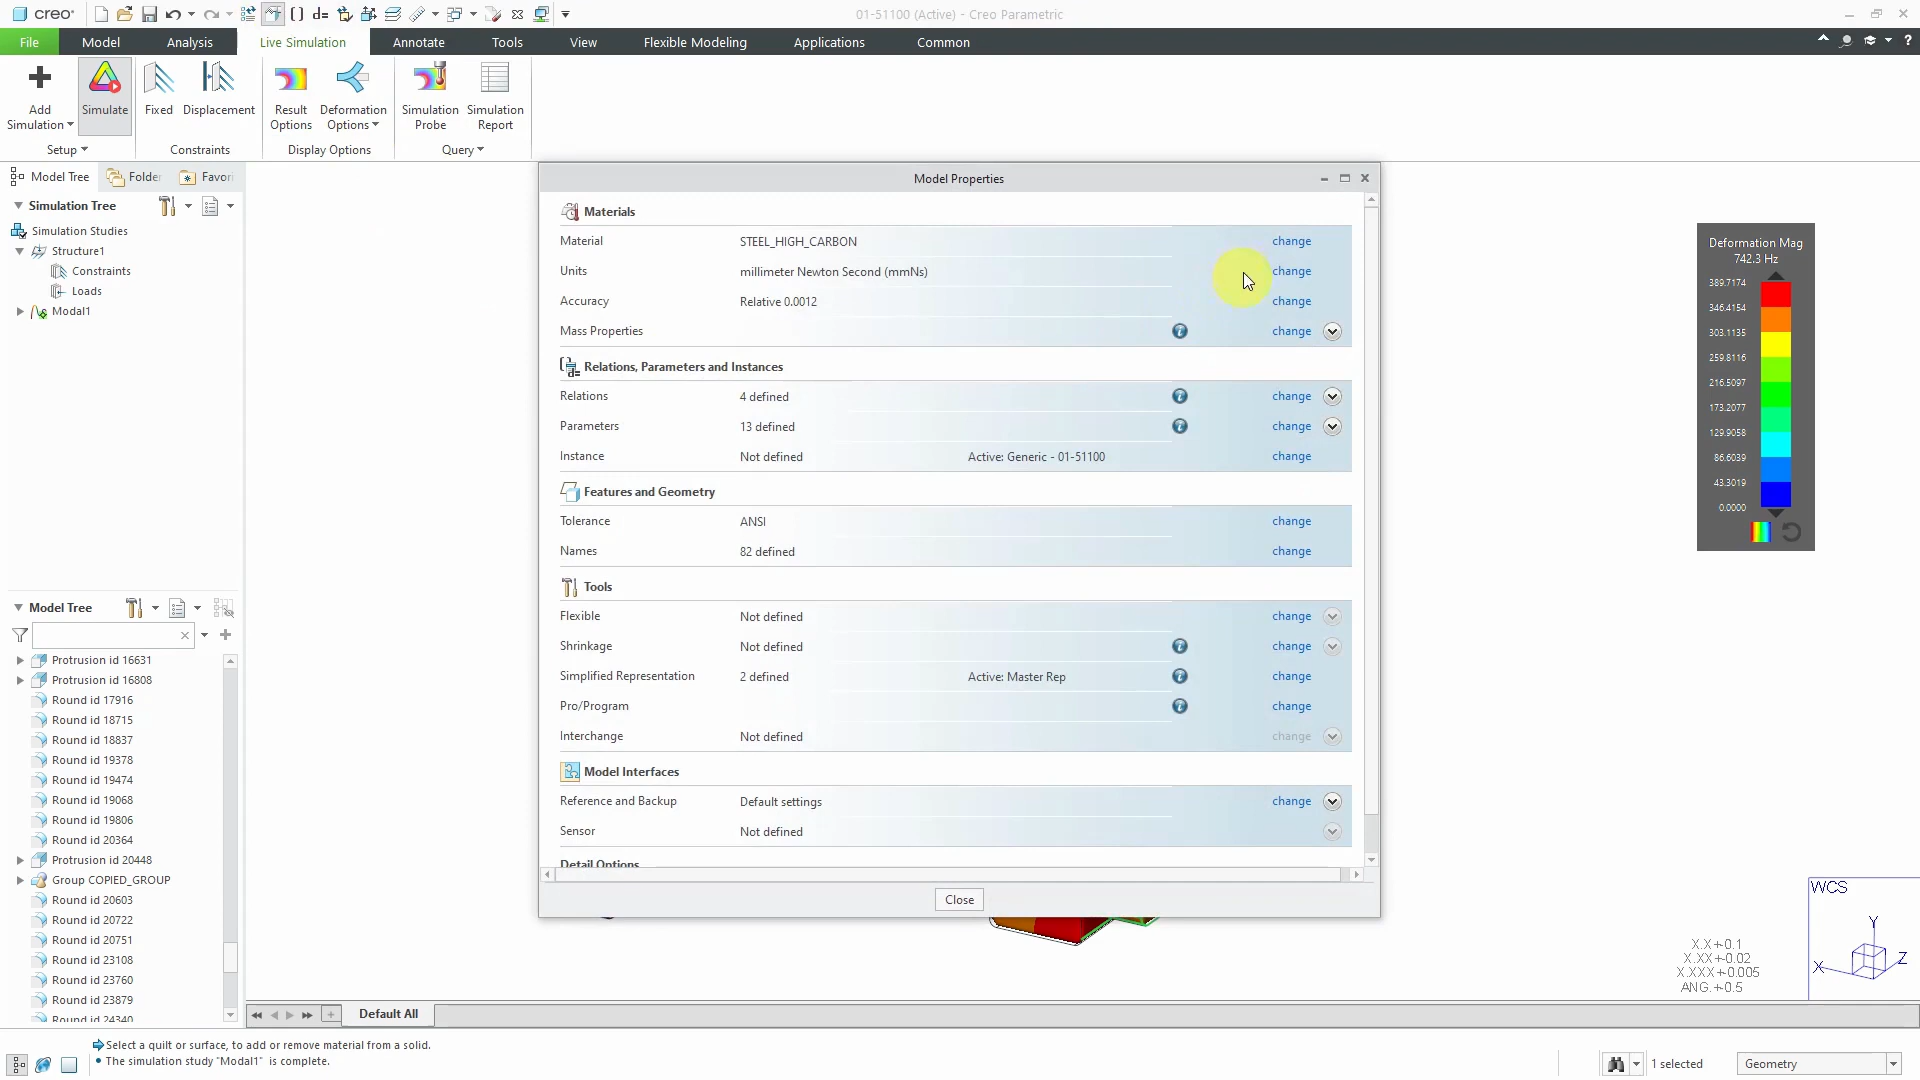 creo
01-51100 (Active) - Creo Parametric
File Model Analysis Live Simulation Annotate Tools View Flexible Modeling Applications Common
Add Simulation
Simulate
Fixed
Displacement
Result Options
Deformation Options
Simulation Probe
Simulation Report
Setup Constraints Display Options Query
Model Tree Folder Favori
Simulation Tree
Simulation Studies
Structure1
Constraints
Loads
Modal1
Model Tree
Protrusion id 16631
Protrusion id 16808
Round id 17916
Round id 18715
Round id 18837
Round id 19378
Round id 19474
Round id 19068
Round id 19806
Round id 20364
Protrusion id 20448
Group COPIED_GROUP
Round id 20603
Round id 20722
Round id 20751
Round id 23108
Round id 23760
Round id 23879
Round id 24340
Model Properties
Materials
Material STEEL_HIGH_CARBON change
Units millimeter Newton Second (mmNs) change
Accuracy Relative 0.0012 change
Mass Properties change
Relations, Parameters and Instances
Relations 4 defined change
Parameters 13 defined change
Instance Not defined Active: Generic - 01-51100 change
Features and Geometry
Tolerance ANSI change
Names 82 defined change
Tools
Flexible Not defined change
Shrinkage Not defined change
Simplified Representation 2 defined Active: Master Rep change
Pro/Program change
Interchange Not defined change
Model Interfaces
Reference and Backup Default settings change
Sensor Not defined
Detail Options
Close
Deformation Mag
742.3 Hz
389.7174
346.4154
303.1135
259.8116
216.5097
173.2077
129.9058
86.6039
43.3019
0.0000
WCS
Y
X
Z
X.X+-0.1
X.XX+-0.02
X.XXX+-0.005
ANG.+-0.5
Default All
Select a quilt or surface, to add or remove material from a solid.
• The simulation study "Modal1" is complete.
1 selected
Geometry